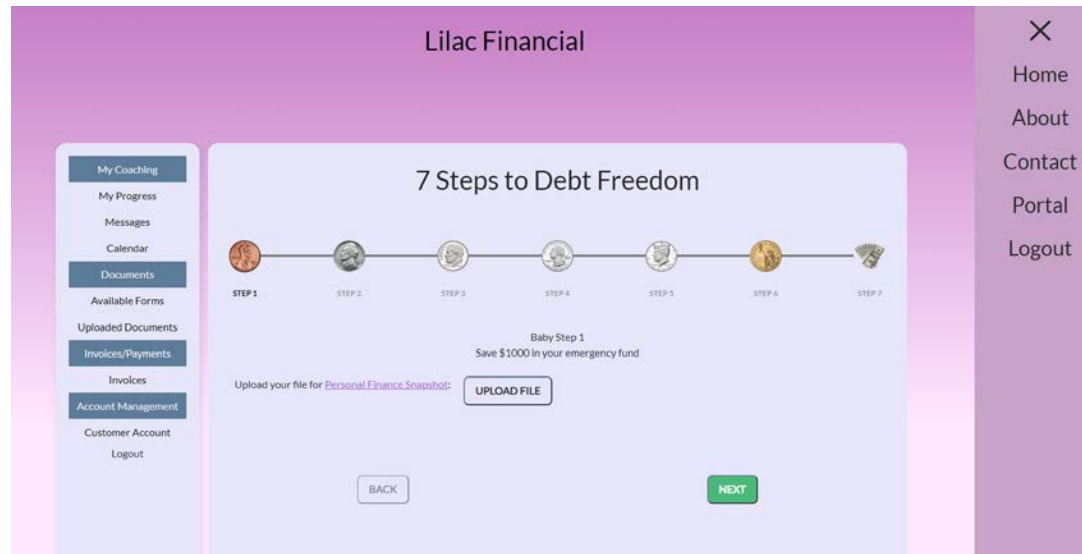 Lilac Financial
Home
About
Contact
Portal
Logout
My Coaching
My Progress
Messages
Calendar
Documents
Available Forms
Uploaded Documents
Invoices/Payments
Invoices
Account Management
Customer Account
Logout
7 Steps to Debt Freedom
STEP 1 STEP 2 STEP 3 STEP 4 STEP 5 STEP 6 STEP 7
Baby Step 1
Save $1000 in your emergency fund
Upload your file for Personal Finance Snapshot: UPLOAD FILE
BACK NEXT